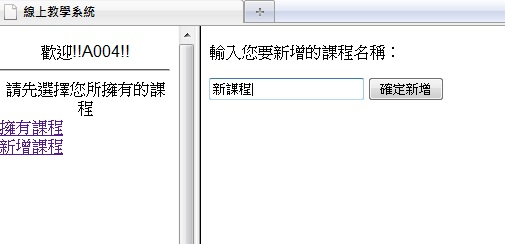 線上教學系統
歡迎!!A004!!
請先選擇您所擁有的課
程
擁有課程
新增課程
輸入您要新增的課程名稱：
新課程
確定新增